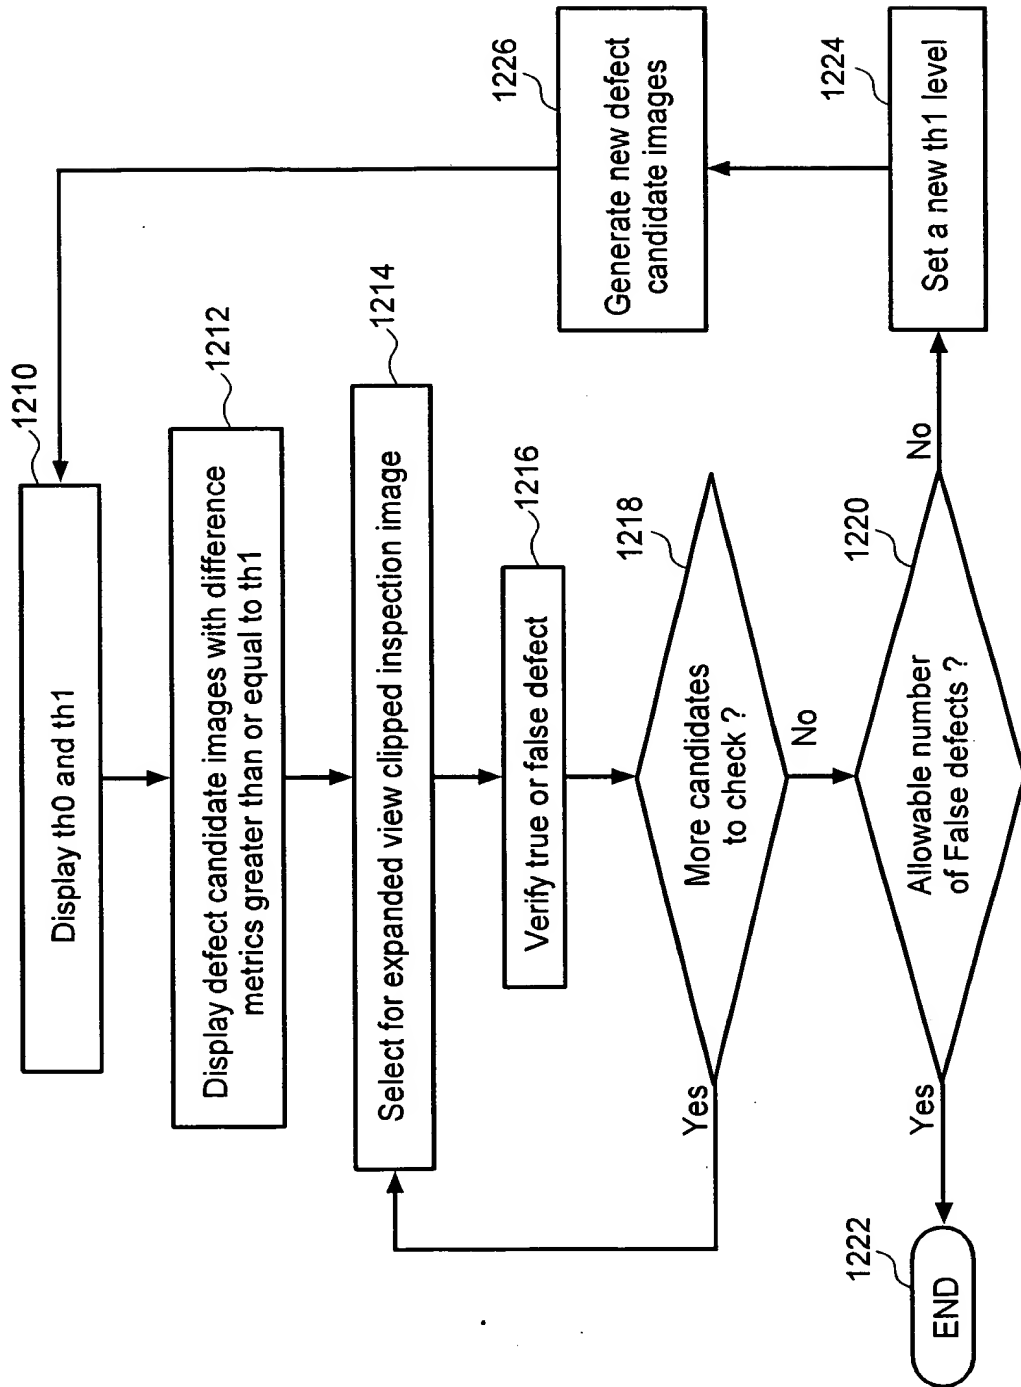 1210
Display th0 and th1
1212
Display defect candidate images with difference
metrics greater than or equal to th1
1214
Select for expanded view clipped inspection image
1216
Verify true or false defect
1218
More candidates
to check ?
Yes
No
1220
Allowable number
of False defects ?
Yes
No
1222
END
1224
Set a new th1 level
1226
Generate new defect
candidate images